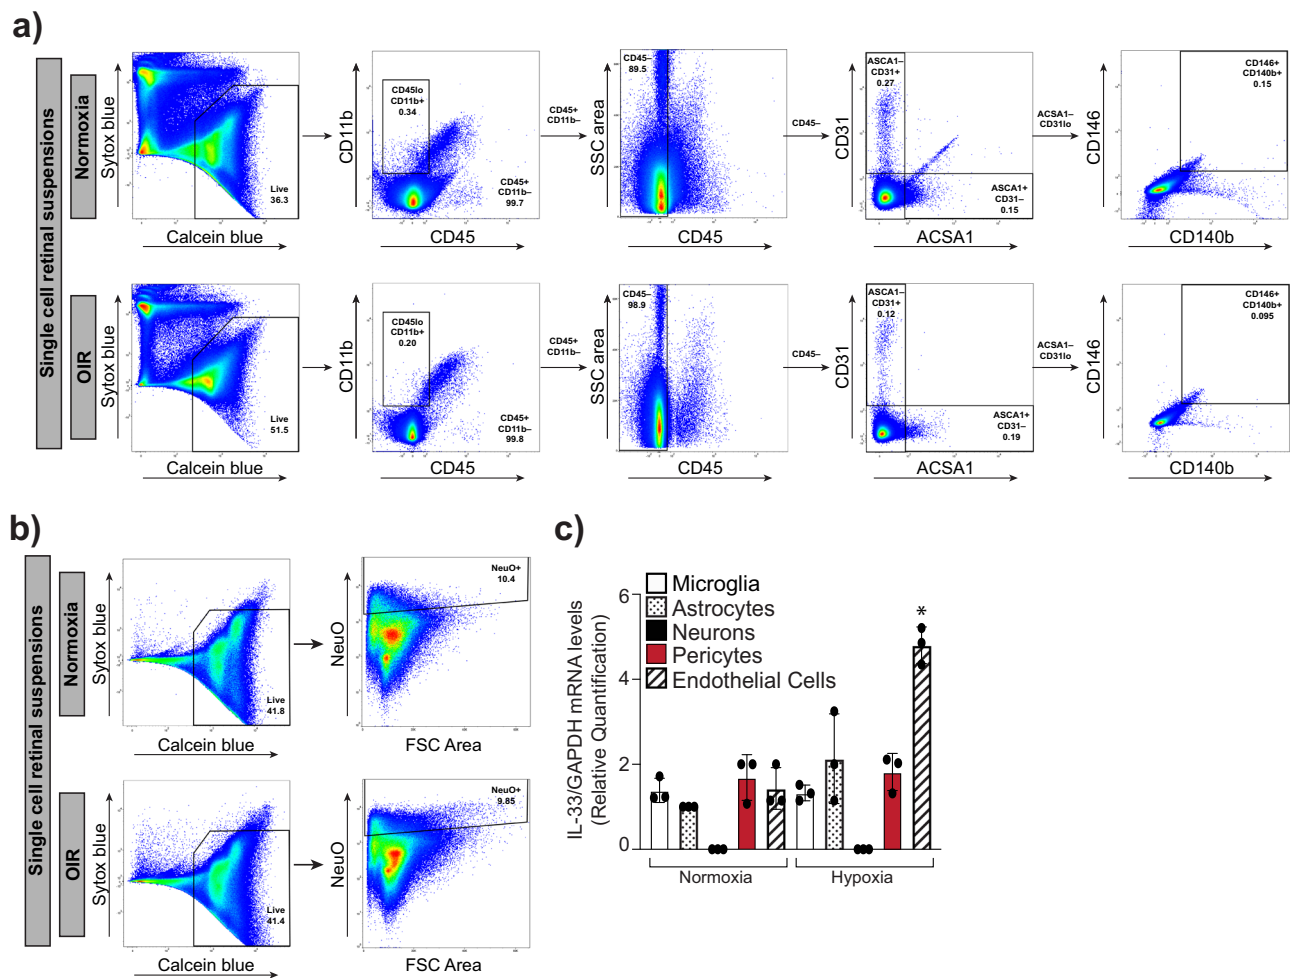 a)
Single cell retinal suspensions
Normoxia
Sytox blue
Live
36.3
Calcein blue
CD11b
CD45lo
CD11b+
0.34
CD45+
CD11b–
99.7
CD45
CD45+
CD11b–
SSC area
CD45–
89.5
CD45
CD45–
CD31
ASCA1–
CD31+
0.27
ASCA1+
CD31–
0.15
ACSA1
ACSA1–
CD31lo
CD146
CD146+
CD140b+
0.15
CD140b
OIR
Sytox blue
Live
51.5
Calcein blue
CD11b
CD45lo
CD11b+
0.20
CD45+
CD11b–
99.8
CD45
CD45+
CD11b–
SSC area
CD45–
98.9
CD45
CD45–
CD31
ASCA1–
CD31+
0.12
ASCA1+
CD31–
0.19
ACSA1
ACSA1–
CD31lo
CD146
CD146+
CD140b+
0.095
CD140b
b)
Single cell retinal suspensions
Normoxia
Sytox blue
Live
41.8
Calcein blue
NeuO
NeuO+
10.4
FSC Area
OIR
Sytox blue
Live
41.4
Calcein blue
NeuO
NeuO+
9.85
FSC Area
c)
IL-33/GAPDH mRNA levels
(Relative Quantification)
6
4
2
0
Microglia
Astrocytes
Neurons
Pericytes
Endothelial Cells
*
Normoxia
Hypoxia